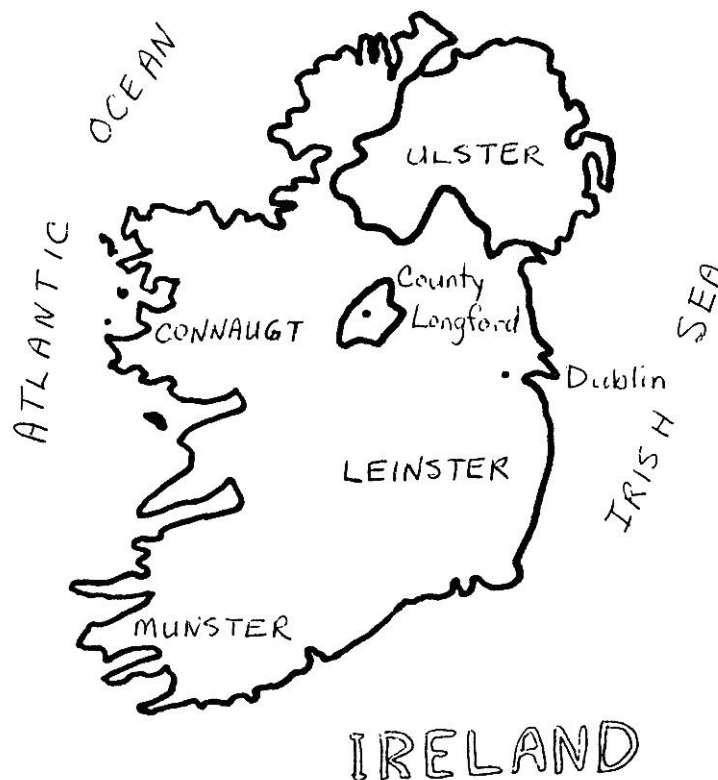 OCEAN
ULSTER
ATLANTIC
County
Longford
CONNAUGT
SEA
Dublin
LEINSTER
IRISH
MUNSTER
IRELAND